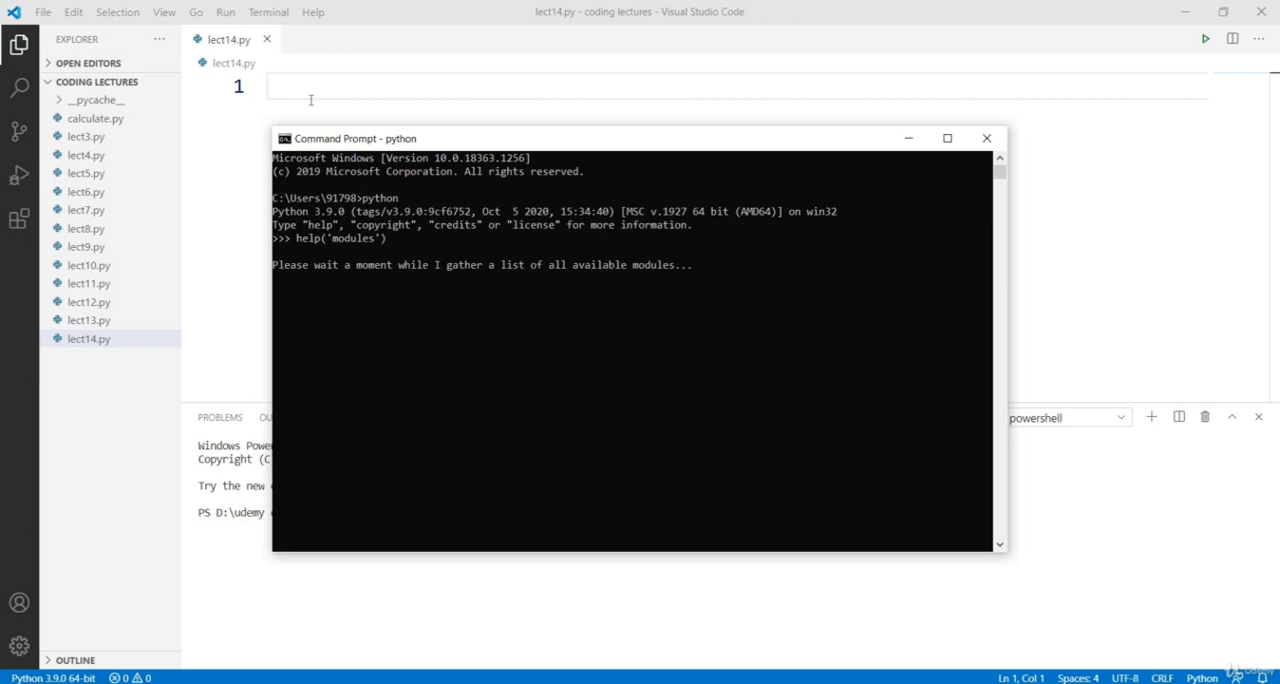 File Edit Selection View Go Run Terminal Help
lect14.py - coding lectures - Visual Studio Code
EXPLORER
OPEN EDITORS
CODING LECTURES
__pycache__
calculate.py
lect3.py
lect4.py
lect5.py
lect6.py
lect7.py
lect8.py
lect9.py
lect10.py
lect11.py
lect12.py
lect13.py
lect14.py
OUTLINE
lect14.py
lect14.py
1
Command Prompt - python
Microsoft Windows [Version 10.0.18363.1256]
(c) 2019 Microsoft Corporation. All rights reserved.
C:\Users\91798>python
Python 3.9.0 (tags/v3.9.0:9cf6752, Oct  5 2020, 15:34:40) [MSC v.1927 64 bit (AMD64)] on win32
Type "help", "copyright", "credits" or "license" for more information.
>>> help('modules')
Please wait a moment while I gather a list of all available modules...
PROBLEMS OU
powershell
Windows Powe
Copyright (C
Try the new
PS D:\udemy
Python 3.9.0 64-bit 0 0
Ln 1, Col 1 Spaces: 4 UTF-8 CRLF Python
Udemy